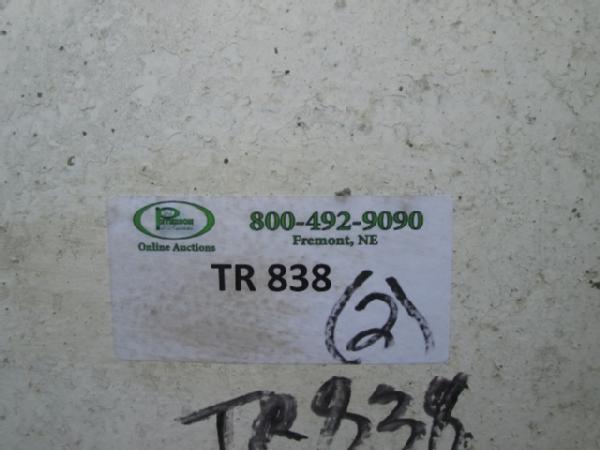 800-492-9090
Fremont, NE
Online Auctions
TR 838
(2)
TR 838